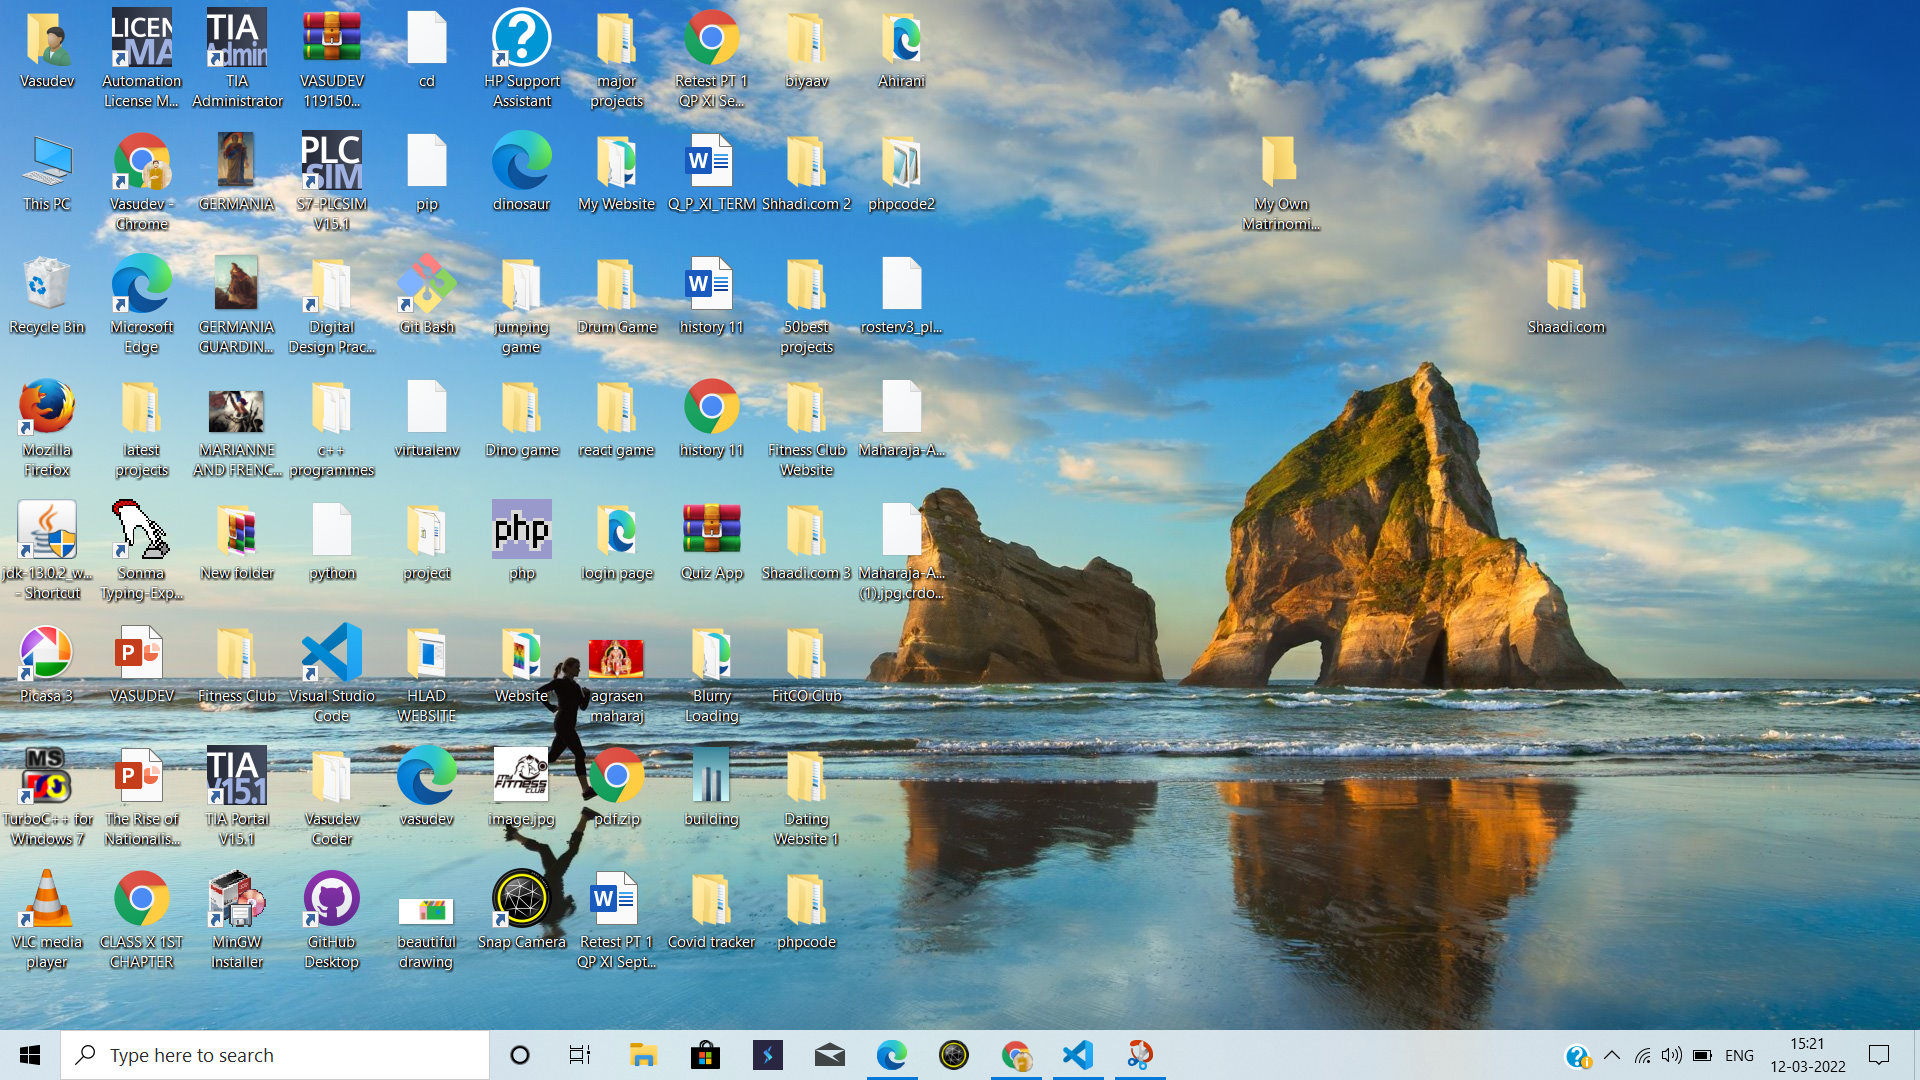 Vasudev
Automation
License M...
TIA
Administrator
VASUDEV
119150...
cd
HP Support
Assistant
major
projects
Retest PT 1
QP XI Se...
biyaav
Ahirani
This PC
Vasudev -
Chrome
GERMANIA
S7-PLCSIM
V15.1
pip
dinosaur
My Website
Q_P_XI_TERM
Shhadi.com 2
phpcode2
My Own
Matrinomi...
Recycle Bin
Microsoft
Edge
GERMANIA
GUARDIN...
Digital
Design Prac...
Git Bash
jumping
game
Drum Game
history 11
50best
projects
rosterv3_pl...
Shaadi.com
Mozilla
Firefox
latest
projects
MARIANNE
AND FRENC...
c++
programmes
virtualenv
Dino game
react game
history 11
Fitness Club
Website
Maharaja-A...
jdk-13.0.2_w...
- Shortcut
Sonma
Typing-Exp...
New folder
python
project
php
php
login page
Quiz App
Shaadi.com 3
Maharaja-A...
(1).jpg.crdo...
Picasa 3
VASUDEV
Fitness Club
Visual Studio
Code
HLAD
WEBSITE
Website
agrasen
maharaj
Blurry
Loading
FitCO Club
TurboC++ for
Windows 7
The Rise of
Nationalis...
TIA Portal
V15.1
Vasudev
Coder
vasudev
image.jpg
pdf.zip
building
Dating
Website 1
VLC media
player
CLASS X 1ST
CHAPTER
MinGW
Installer
GitHub
Desktop
beautiful
drawing
Snap Camera
Retest PT 1
QP XI Sept...
Covid tracker
phpcode
Type here to search
ENG
15:21
12-03-2022